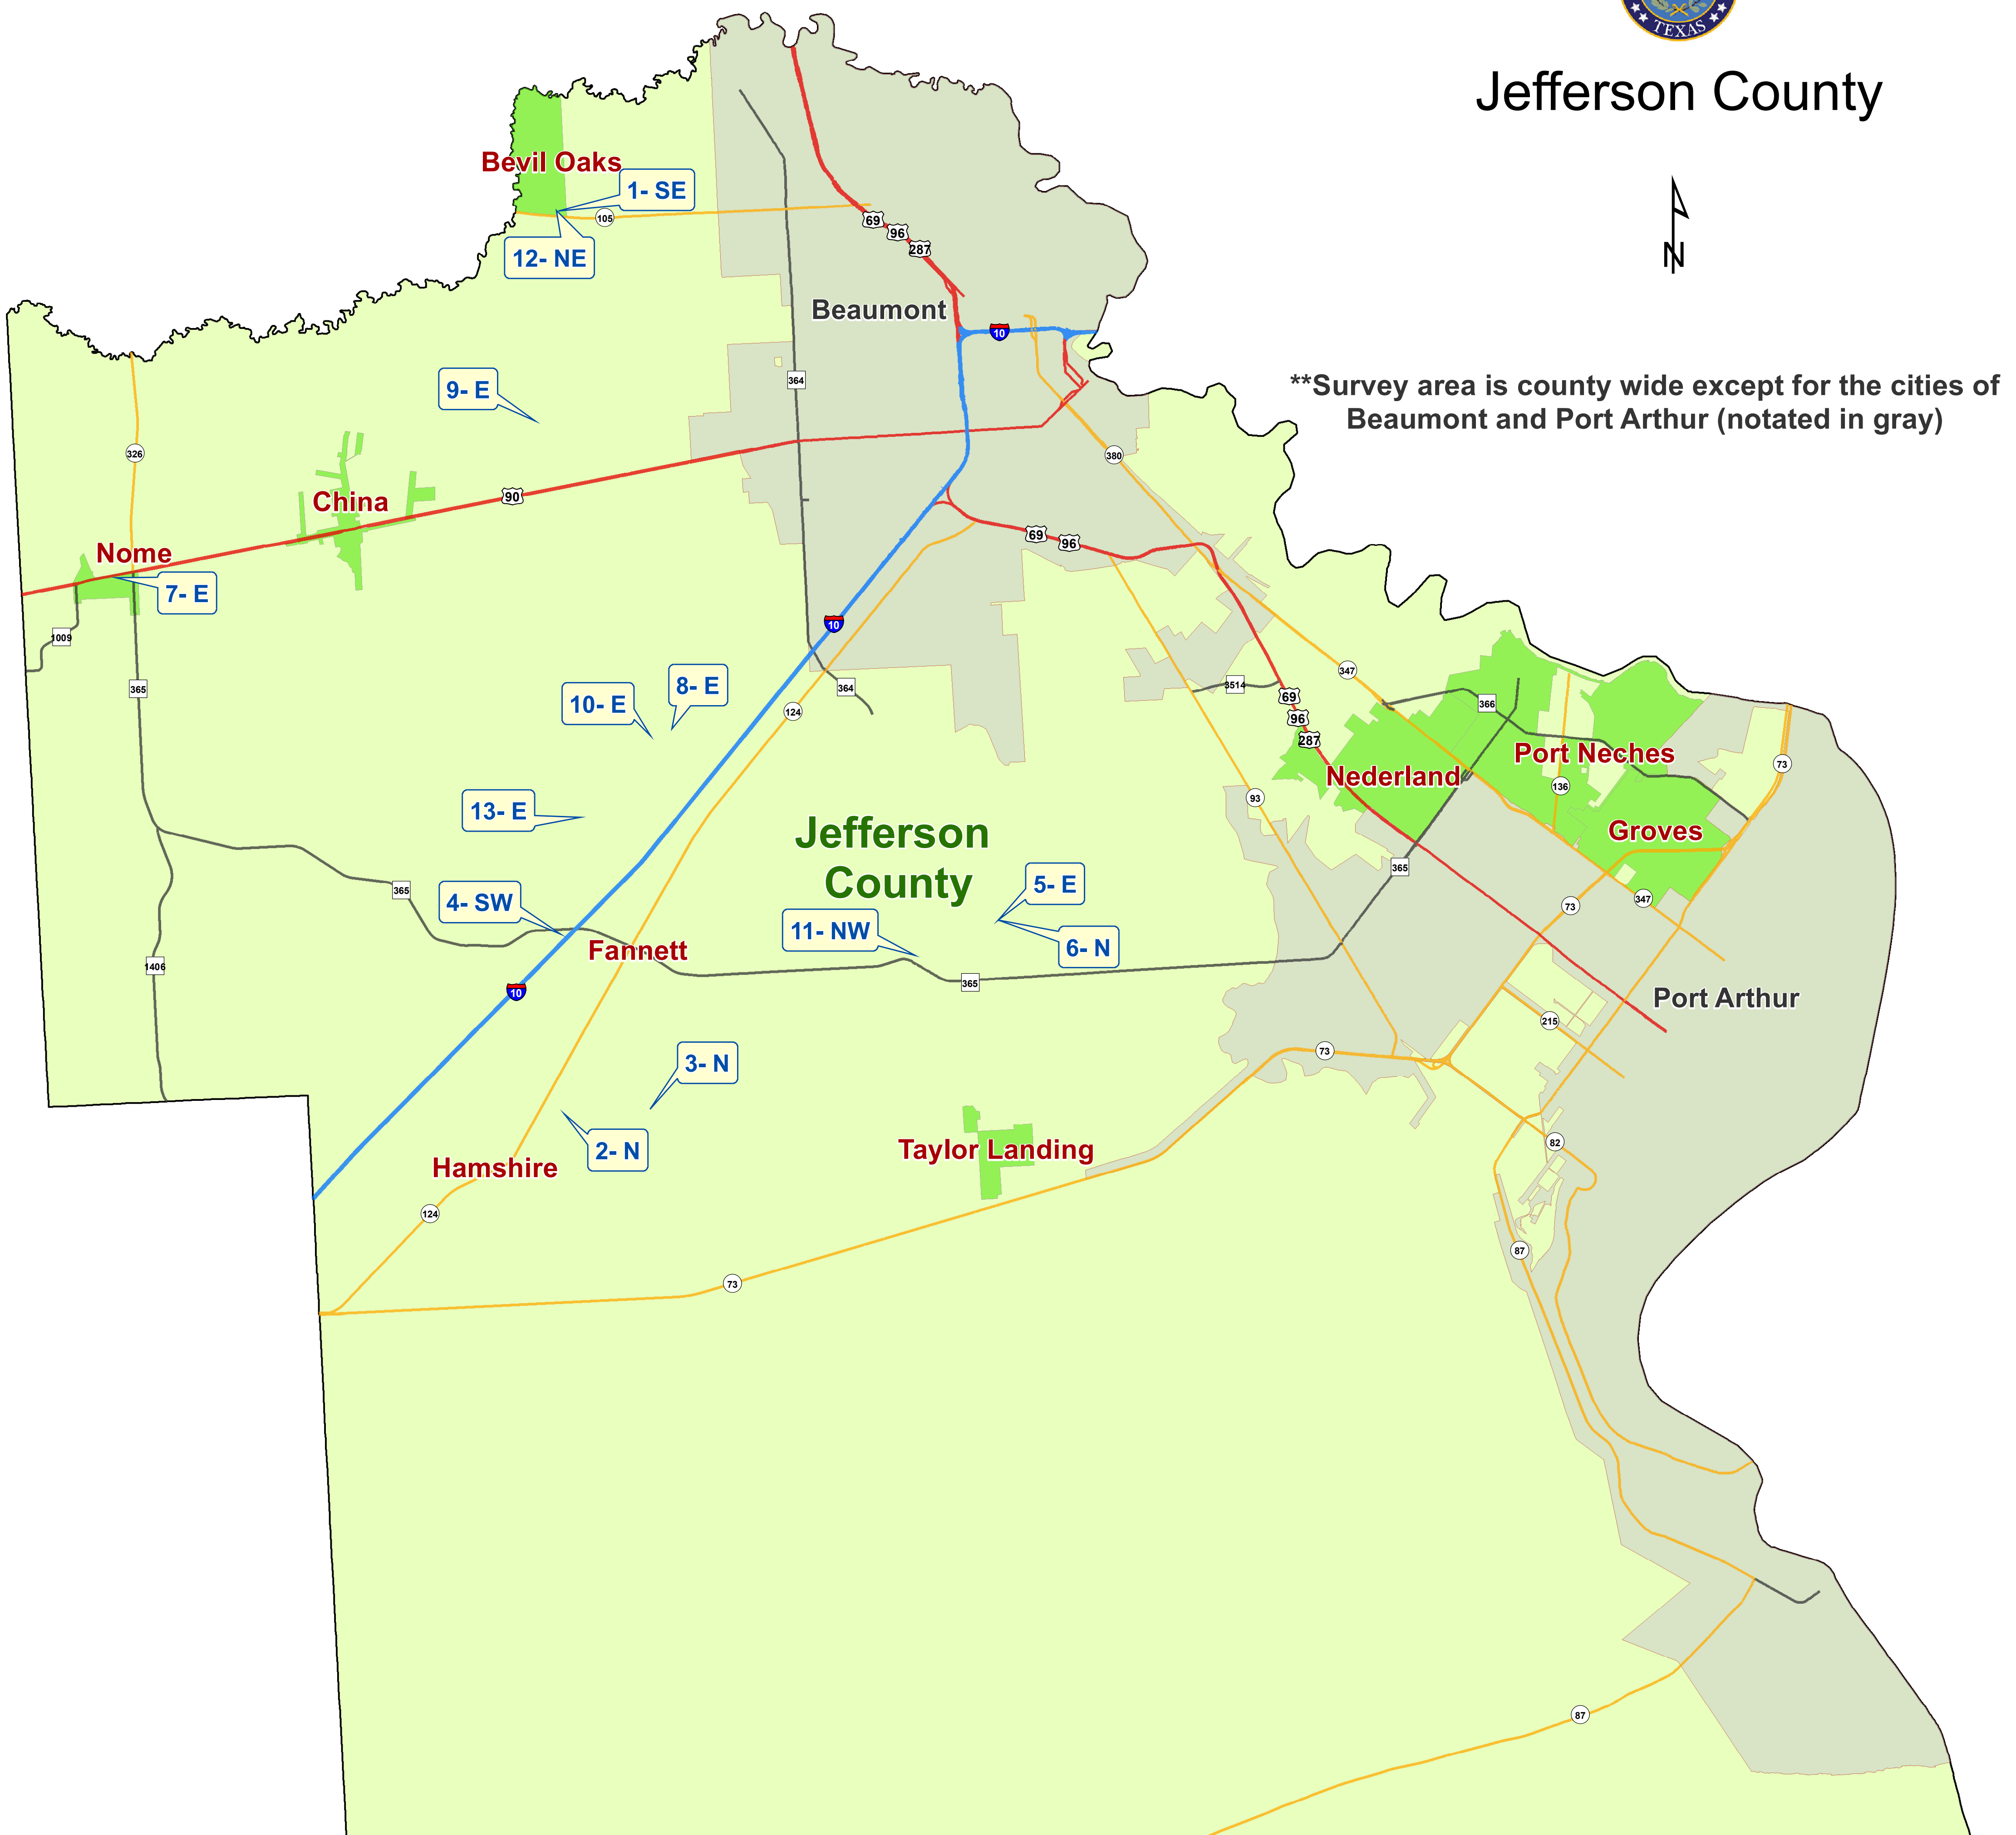 TEXAS
Jefferson County
N
**Survey area is county wide except for the cities of
Beaumont and Port Arthur (notated in gray)
Bevil Oaks
1- SE
105
12- NE
69
96
287
Beaumont
10
364
9- E
326
380
China
90
Nome
7- E
69
96
1009
10
365
8- E
10- E
364
124
347
3514
69
96
287
366
Port Neches
Nederland
136
73
93
13- E
Jefferson
County
Groves
365
365
4- SW
5- E
11- NW
6- N
73
347
Fannett
1406
365
10
Port Arthur
215
3- N
73
2- N
Taylor Landing
82
Hamshire
124
87
73
87